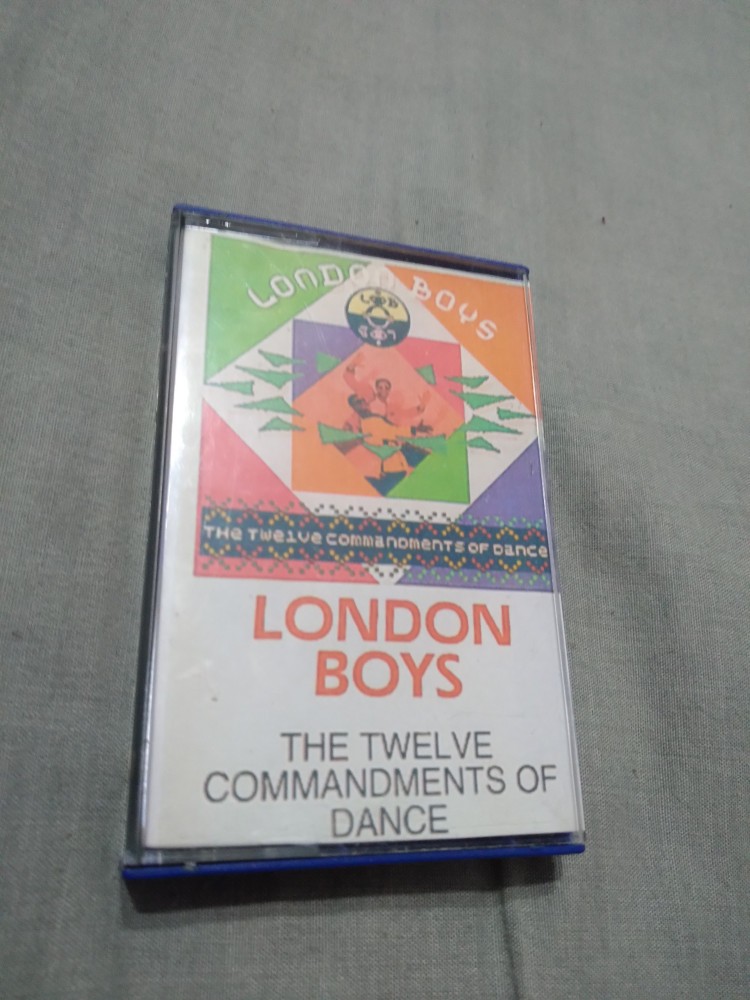 LONDON BOYS
THE TWELVE COMMANDMENTS OF DANCE
LONDON
BOYS
THE TWELVE
COMMANDMENTS OF
DANCE